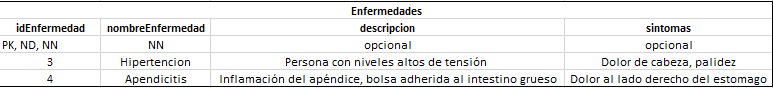 Enfermedades
idEnfermedad nombreEnfermedad descripcion sintomas
PK, ND, NN NN opcional opcional
3 Hipertencion Persona con niveles altos de tensión Dolor de cabeza, palidez
4 Apendicitis Inflamación del apéndice, bolsa adherida al intestino grueso Dolor al lado derecho del estomago